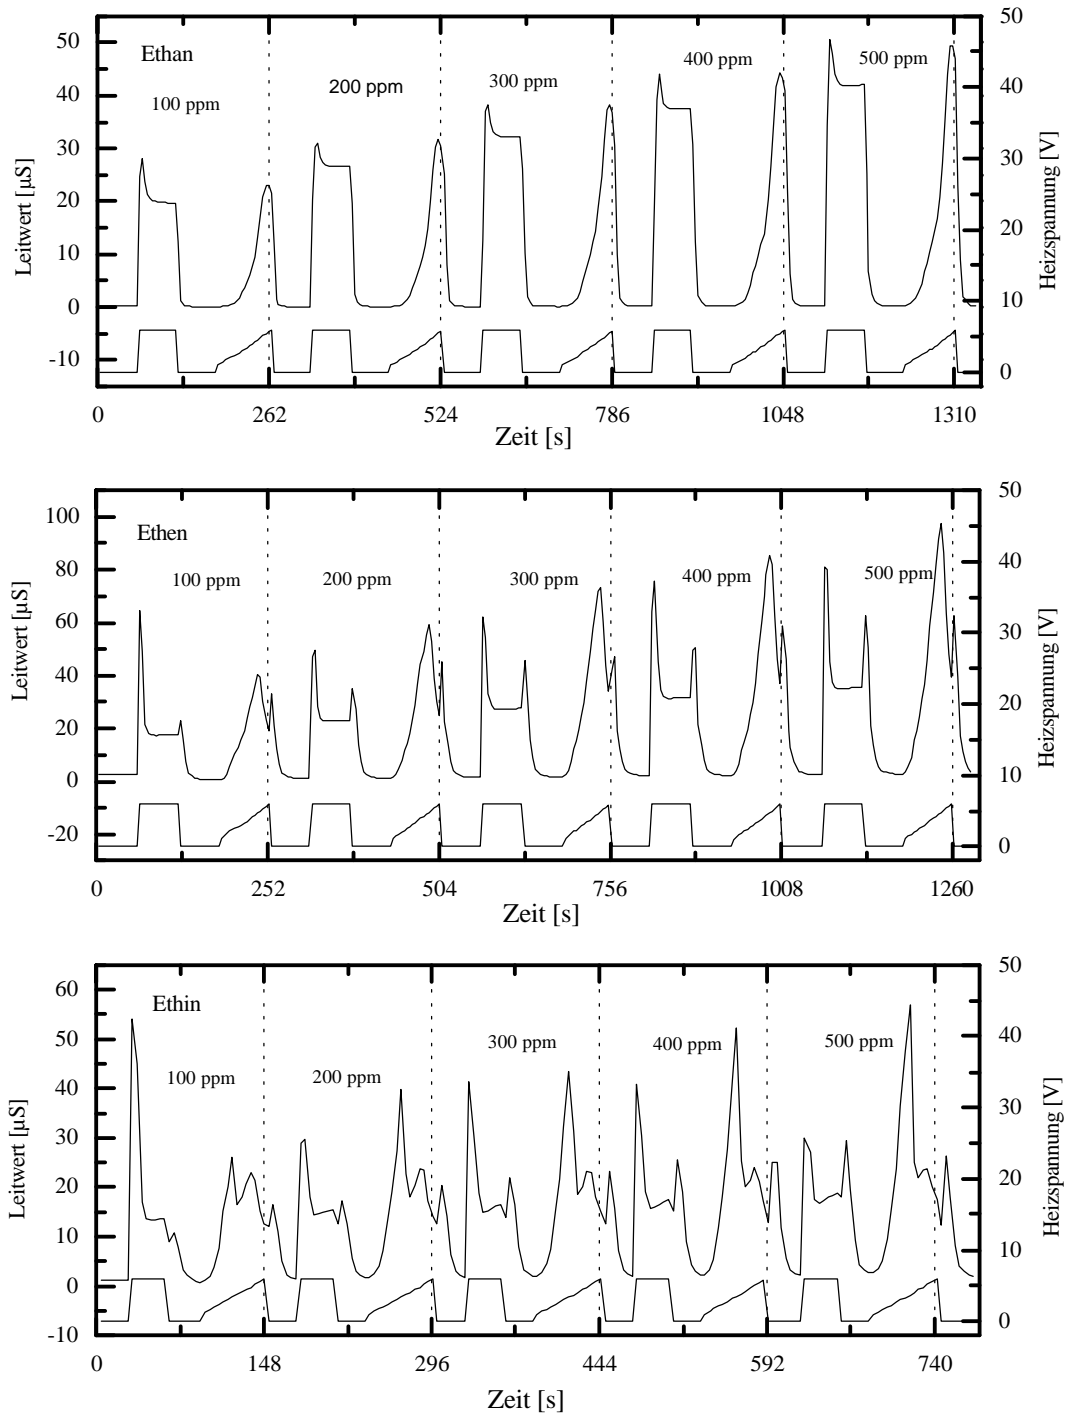 Ethan
100 ppm
200 ppm
300 ppm
400 ppm
500 ppm
Leitwert [µS]
50
40
30
20
10
0
-10
Heizspannung [V]
50
40
30
20
10
0
0 262 524 786 1048 1310
Zeit [s]
Ethen
100 ppm
200 ppm
300 ppm
400 ppm
500 ppm
Leitwert [µS]
100
80
60
40
20
0
-20
Heizspannung [V]
50
40
30
20
10
0
0 252 504 756 1008 1260
Zeit [s]
Ethin
100 ppm
200 ppm
300 ppm
400 ppm
500 ppm
Leitwert [µS]
60
50
40
30
20
10
0
-10
Heizspannung [V]
50
40
30
20
10
0
0 148 296 444 592 740
Zeit [s]